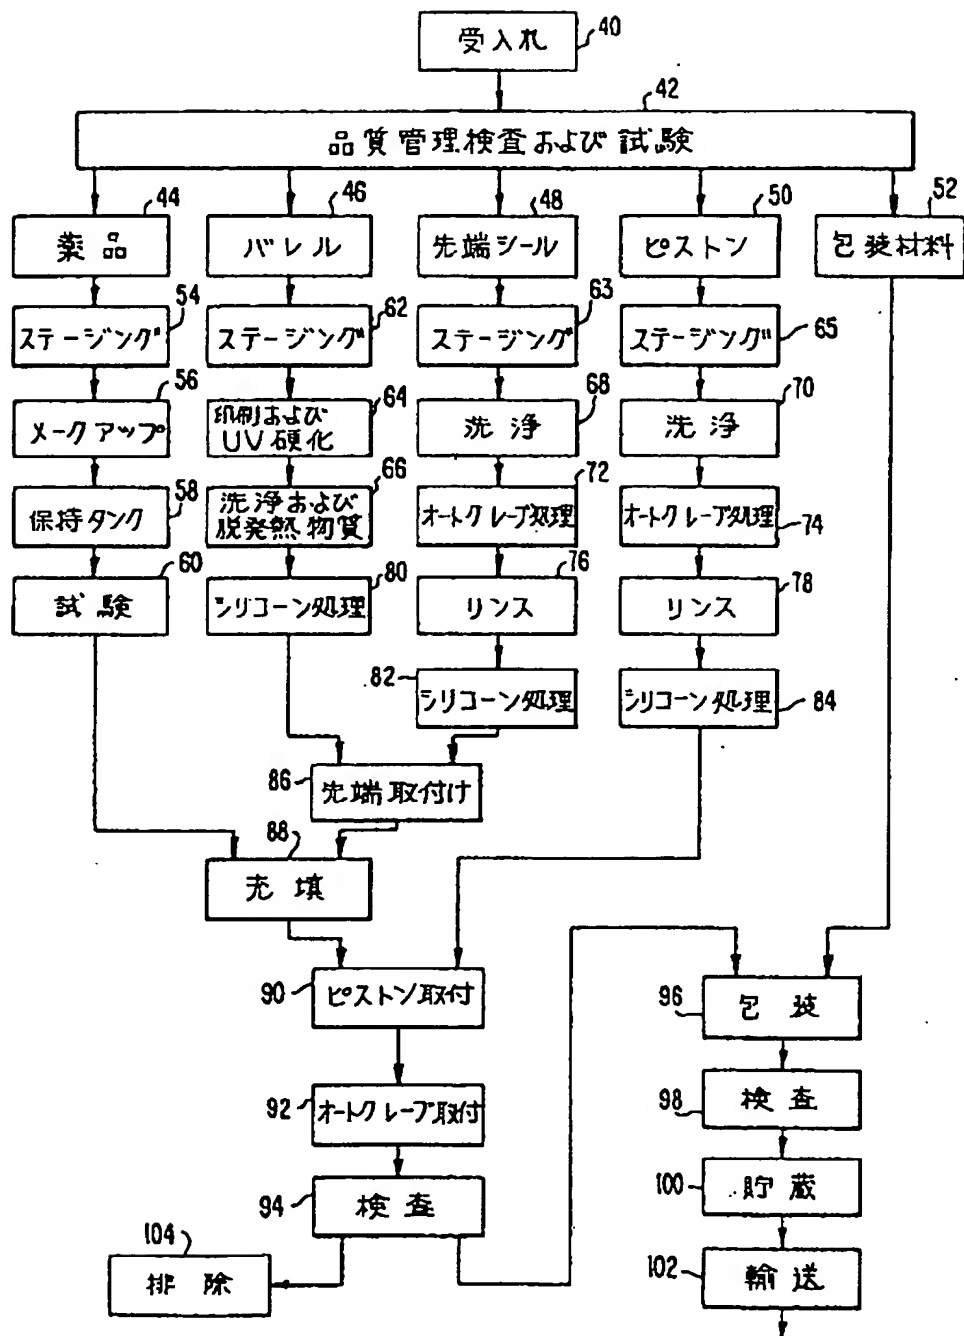 受入れ
40
42
品質管理検査および試験
44
46
48
50
52
薬品
バレル
先端シール
ピストン
包装材料
54
62
63
65
ステージング
ステージング
ステージング
ステージング
56
64
68
70
メークアップ
印刷および
UV硬化
洗浄
洗浄
58
66
72
74
保持タンク
洗浄および
脱発熱物質
オートクレーブ処理
オートクレーブ処理
60
80
76
78
試験
シリコーン処理
リンス
リンス
82
シリコーン処理
シリコーン処理
84
86
先端取付け
88
充填
90
ピストン取付
96
包装
92
オートクレーブ取付
98
検査
94
検査
100
貯蔵
104
排除
102
輸送